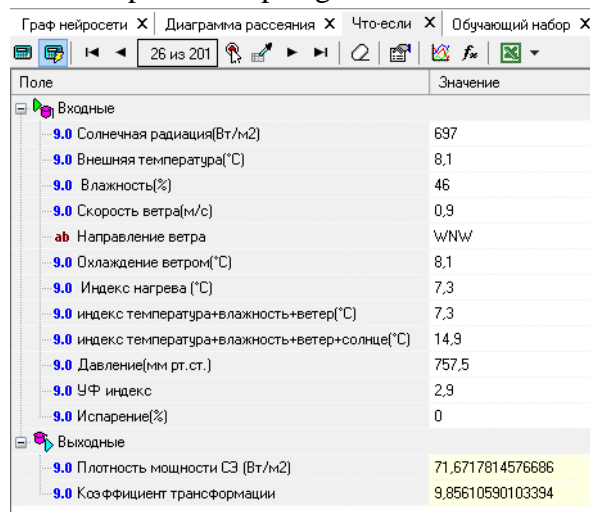 Граф нейросети X Диаграмма рассеяния X Что-если X Обучающий набор X
26 из 201
Поле Значение
Входные
9.0 Солнечная радиация(Вт/м2) 697
9.0 Внешняя температура(°C) 8,1
9.0 Влажность(%) 46
9.0 Скорость ветра(м/с) 0,9
ab Направление ветра WNW
9.0 Охлаждение ветром(°C) 8,1
9.0 Индекс нагрева (°C) 7,3
9.0 индекс температура+влажность+ветер(°C) 7,3
9.0 индекс температура+влажность+ветер+солнце(°C) 14,9
9.0 Давление(мм рт.ст.) 757,5
9.0 УФ индекс 2,9
9.0 Испарение(%) 0
Выходные
9.0 Плотность мощности СЭ (Вт/м2) 71,6717814576686
9.0 Коэффициент трансформации 9,85610590103394